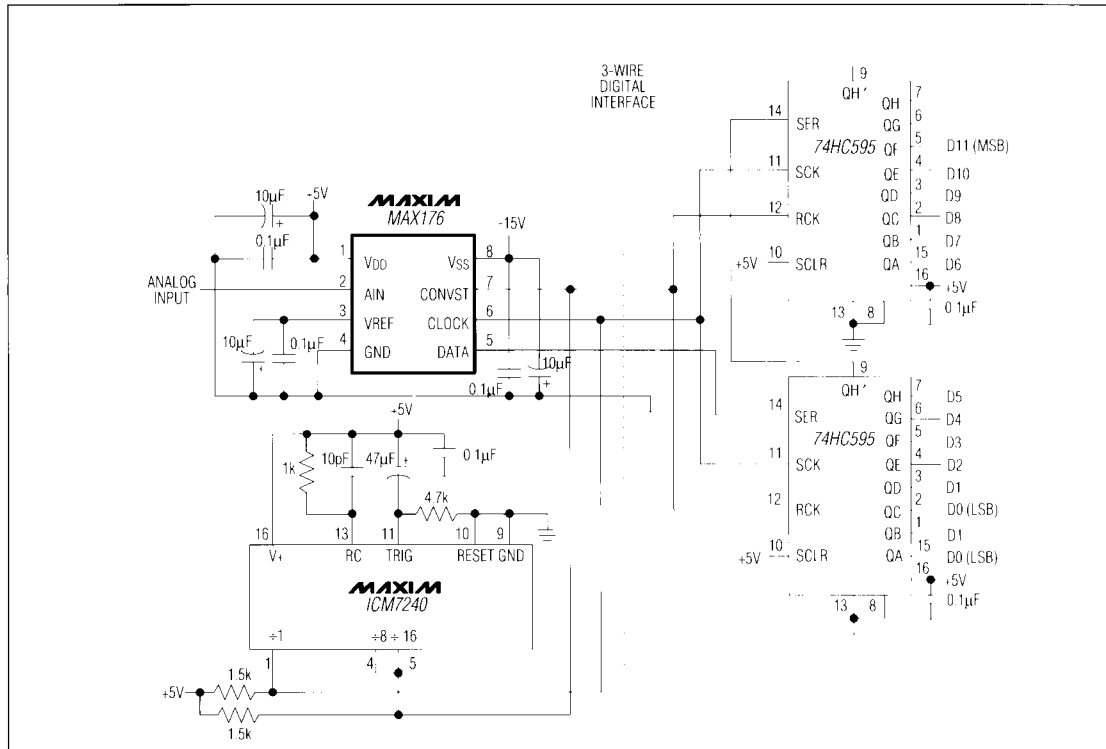 3-WIRE
DIGITAL
INTERFACE
9
QH'
QH 7
14 SER QG 6
74HC595 QF 5 D11 (MSB)
11 SCK QE 4 D10
QD 3 D9
12 RCK QC 2 D8
QB 1 D7
+5V 10 SCLR QA 15 D6
16 +5V
0.1µF
13 8
10µF
+
-5V
0.1µF
MAXIM
MAX176
-15V
1 VDD VSS 8
ANALOG
INPUT
2 AIN CONVST 7
3 VREF CLOCK 6
4 GND DATA 5
10µF
+
0.1µF
0.1µF
10µF
+
9
QH'
QH 7 D5
14 SER QG 6 D4
74HC595 QF 5 D3
11 SCK QE 4 D2
QD 3 D1
12 RCK QC 2 D0 (LSB)
QB 1 D1
+5V 10 SCLR QA 15 D0 (LSB)
16 +5V
0.1µF
13 8
+5V
1k
10pF
47µF
+
0.1µF
4.7k
16 13 11 10 9
V+ RC TRIG RESET GND
MAXIM
ICM7240
÷1 ÷8 ÷16
1 4 5
+5V
1.5k
1.5k